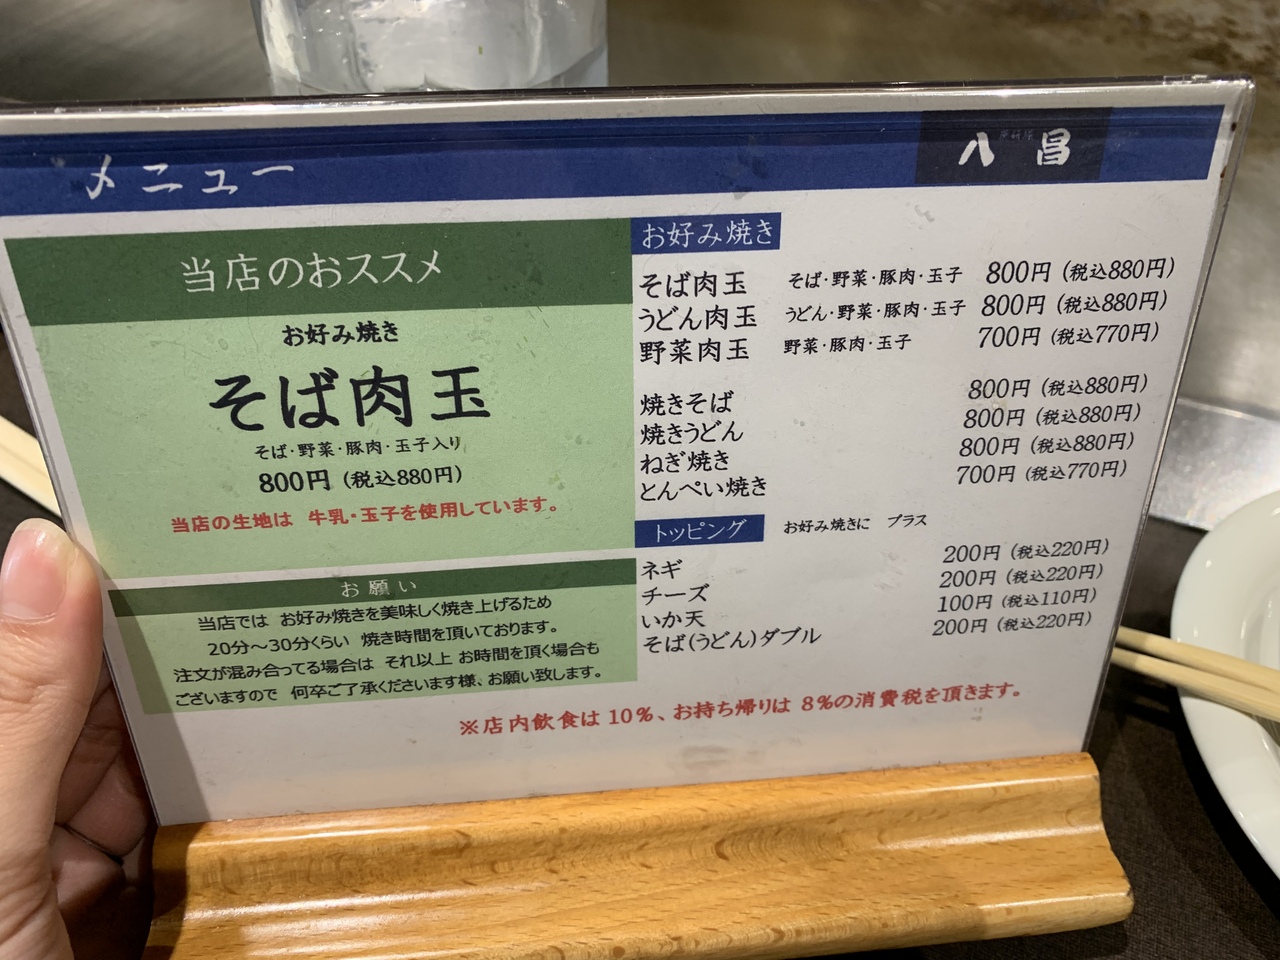 メニュー
八昌
当店のおススメ
お好み焼き
そば肉玉
そば・野菜・豚肉・玉子入り
800円 (税込880円)
当店の生地は 牛乳・玉子を使用しています。
お願い
当店では お好み焼きを美味しく焼き上げるため
20分～30分くらい 焼き時間を頂いております。
注文が混み合ってる場合は それ以上 お時間を頂く場合も
ございますので 何卒ご了承くださいます様、お願い致します。
お好み焼き
そば肉玉 そば・野菜・豚肉・玉子 800円 (税込880円)
うどん肉玉 うどん・野菜・豚肉・玉子 800円 (税込880円)
野菜肉玉 野菜・豚肉・玉子 700円 (税込770円)
焼きそば 800円 (税込880円)
焼きうどん 800円 (税込880円)
ねぎ焼き 800円 (税込880円)
とんぺい焼き 700円 (税込770円)
トッピング お好み焼きに プラス
ネギ 200円 (税込220円)
チーズ 200円 (税込220円)
いか天 100円 (税込110円)
そば(うどん)ダブル 200円 (税込220円)
※店内飲食は 10％、お持ち帰りは 8％の消費税を頂きます。